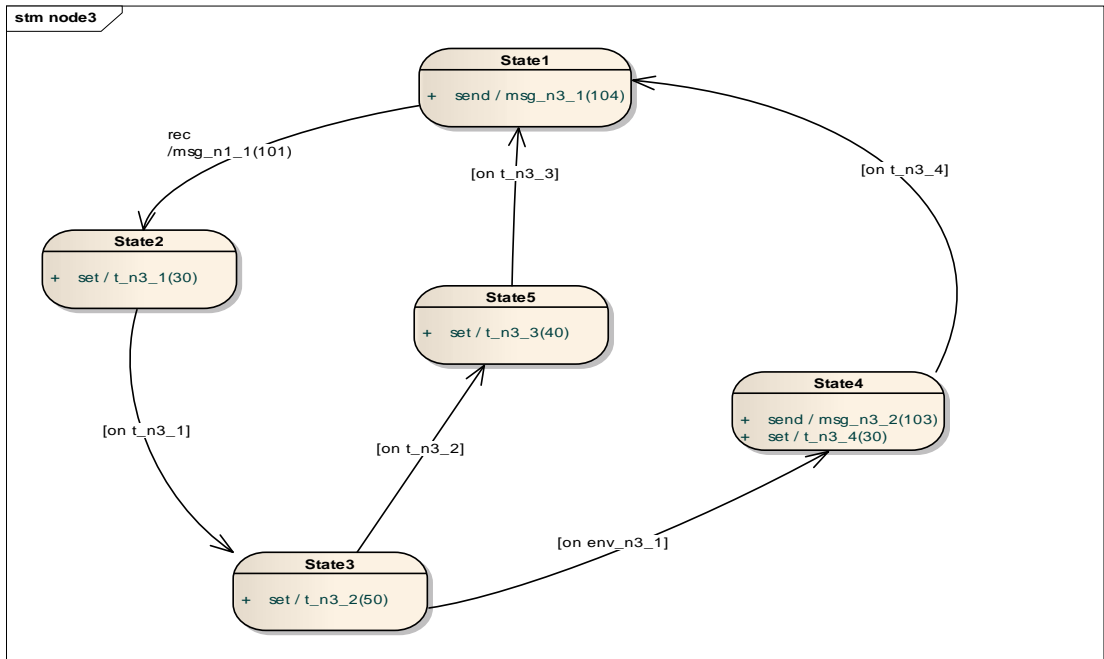 stm node3
State1
+ send / msg_n3_1(104)
rec
/msg_n1_1(101)
[on t_n3_3]
[on t_n3_4]
State2
+ set / t_n3_1(30)
State5
+ set / t_n3_3(40)
State4
+ send / msg_n3_2(103)
+ set / t_n3_4(30)
[on t_n3_1]
[on t_n3_2]
[on env_n3_1]
State3
+ set / t_n3_2(50)